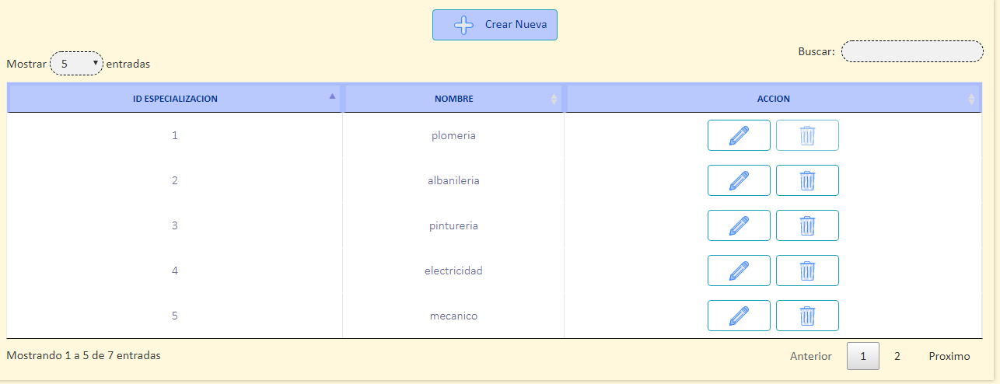 Crear Nueva
Buscar:
Mostrar 5 entradas
ID ESPECIALIZACION NOMBRE ACCION
1 plomeria
2 albanileria
3 pintureria
4 electricidad
5 mecanico
Mostrando 1 a 5 de 7 entradas Anterior 1 2 Proximo